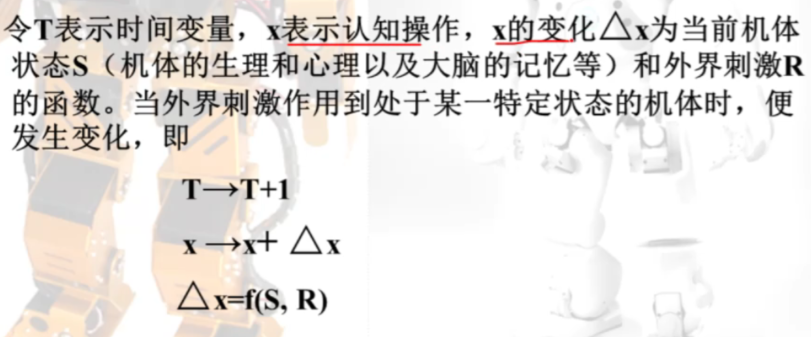 令T表示时间变量，x表示认知操作，x的变化△x为当前机体
状态S（机体的生理和心理以及大脑的记忆等）和外界刺激R
的函数。当外界刺激作用到处于某一特定状态的机体时，便
发生变化，即
T→T+1
x→x+ △x
△x=f(S, R)